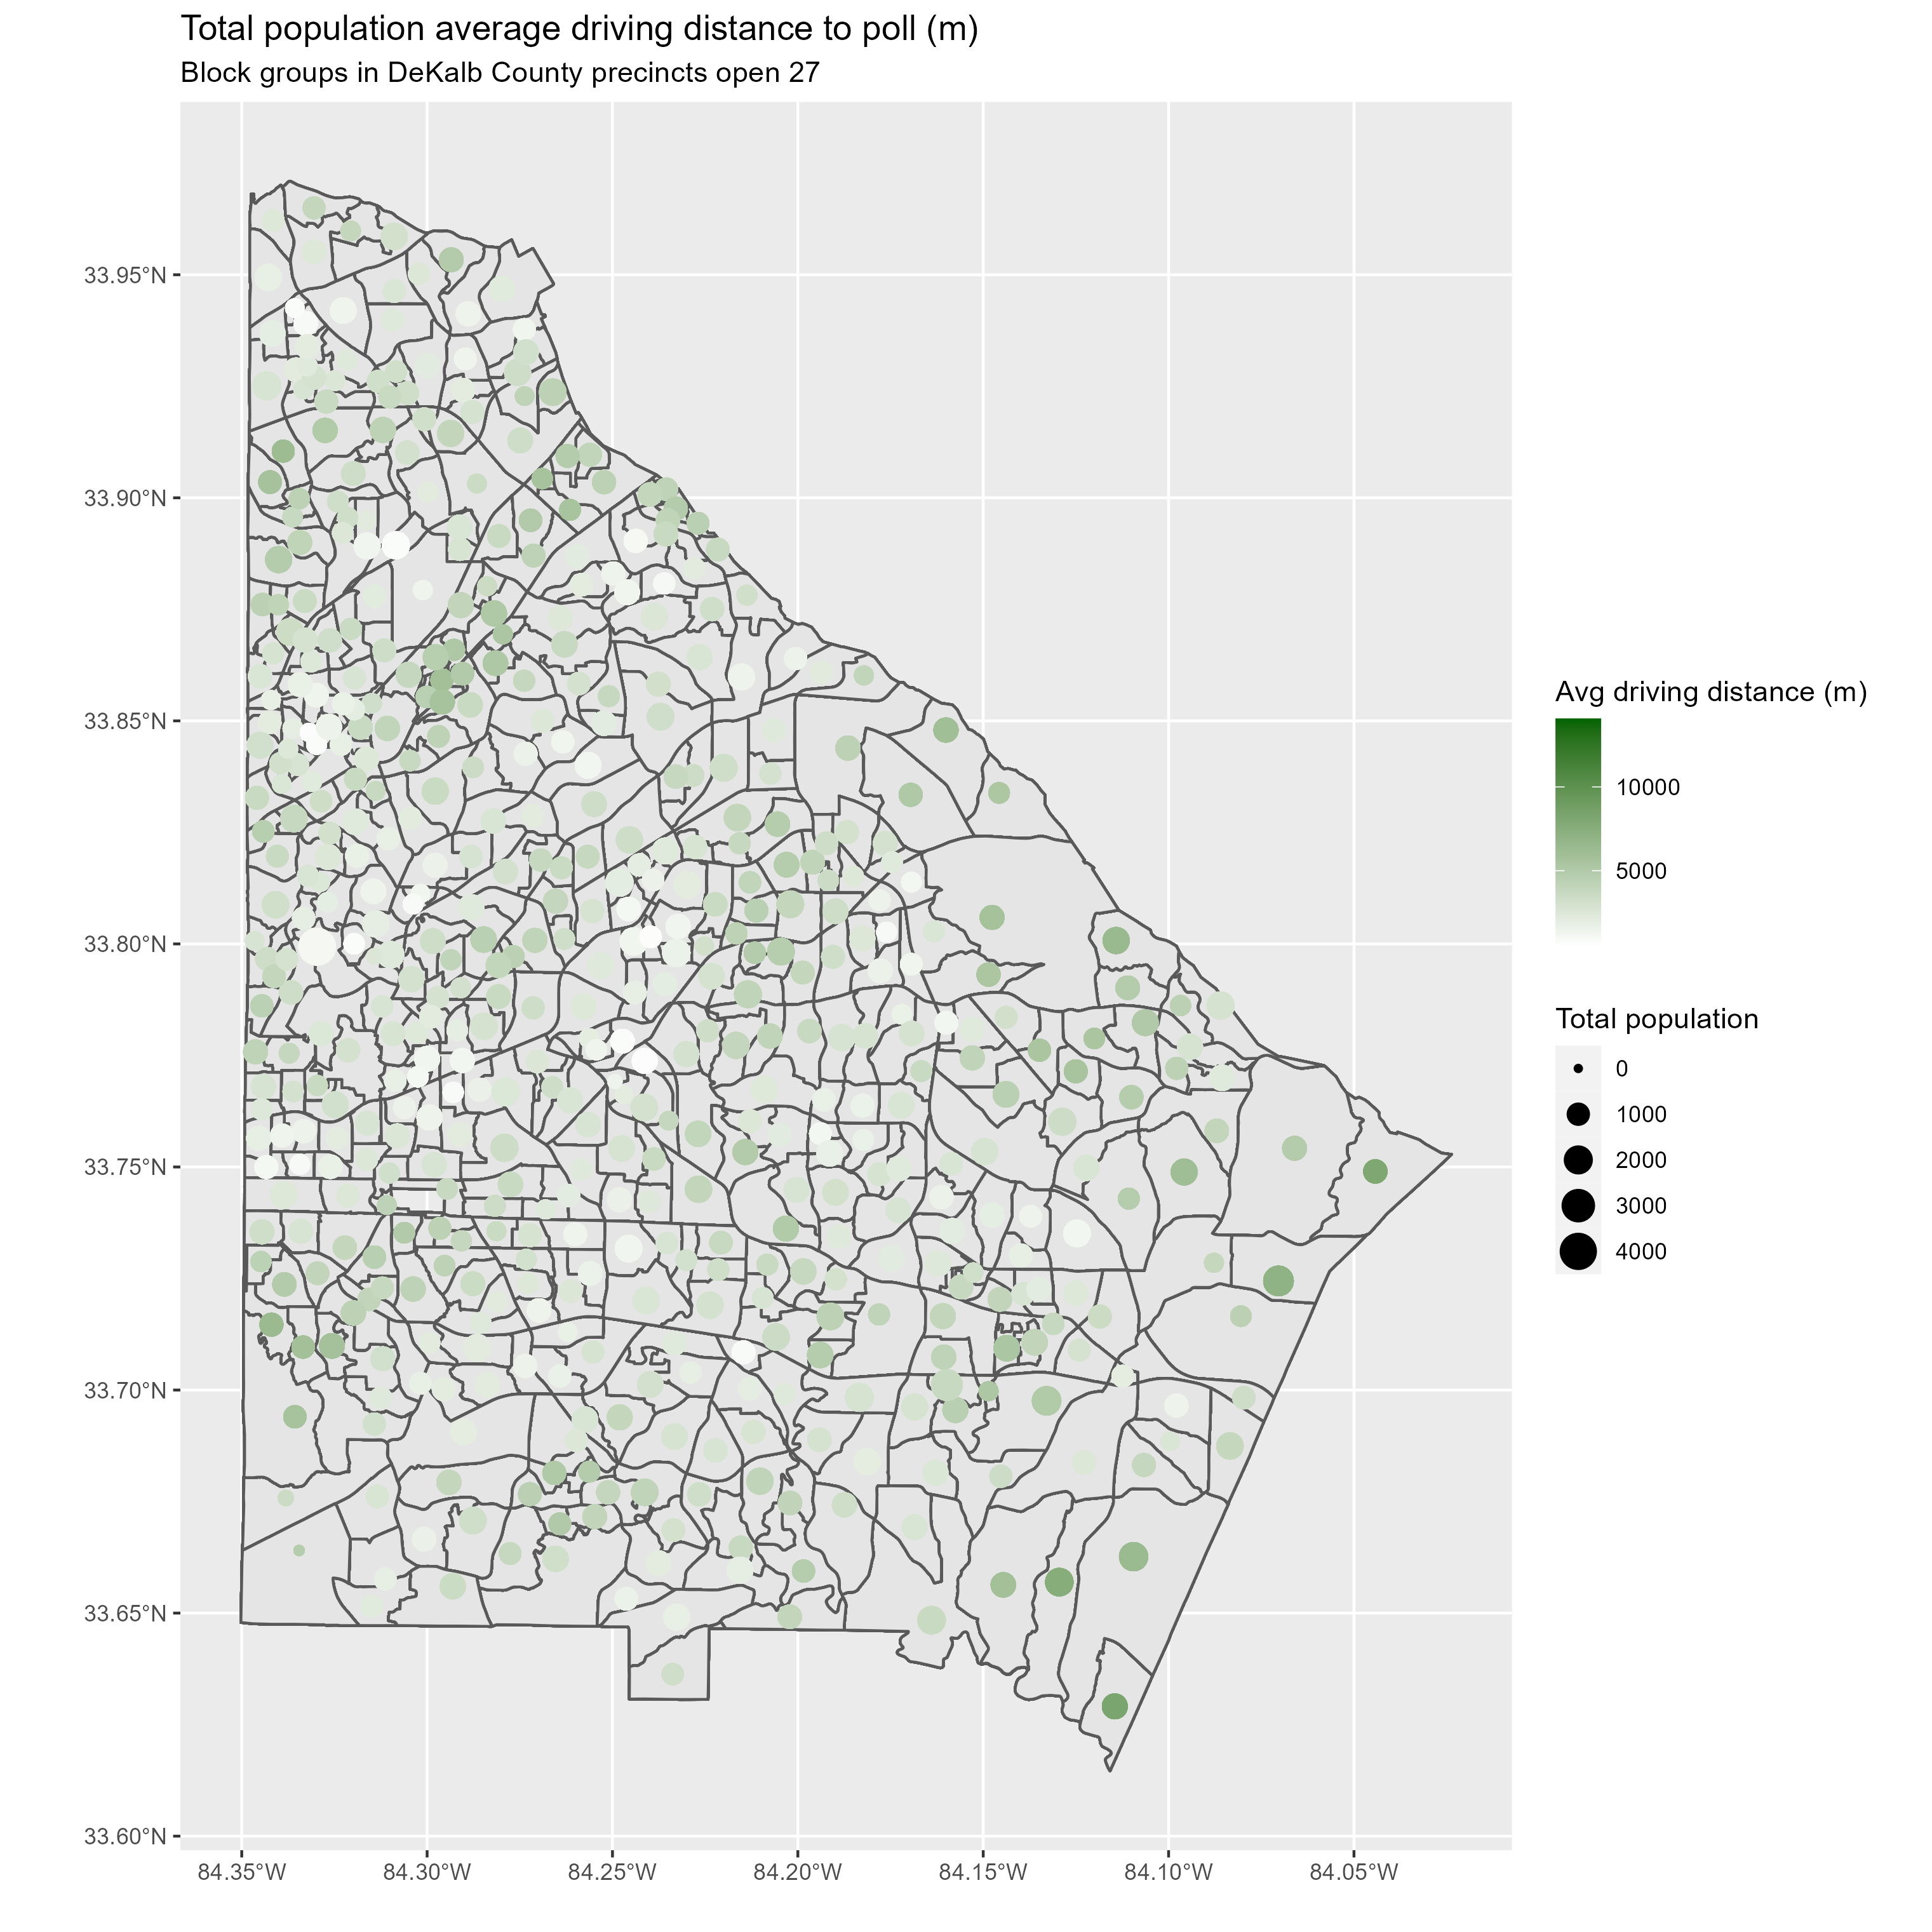 Total population average driving distance to poll (m)
Block groups in DeKalb County precincts open 27
33.95°N
33.90°N
33.85°N
33.80°N
33.75°N
33.70°N
33.65°N
33.60°N
84.35°W
84.30°W
84.25°W
84.20°W
84.15°W
84.10°W
84.05°W
Avg driving distance (m)
10000
5000
Total population
0
1000
2000
3000
4000